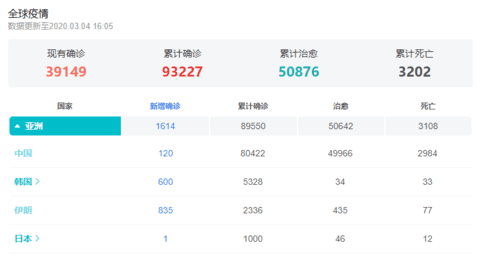 全球疫情
数据更新至2020.03.04 16:05
现有确诊 累计确诊 累计治愈 累计死亡
39149 93227 50876 3202
国家 新增确诊 累计确诊 治愈 死亡
亚洲 1614 89550 50642 3108
中国 120 80422 49966 2984
韩国 600 5328 34 33
伊朗 835 2336 435 77
日本 1 1000 46 12